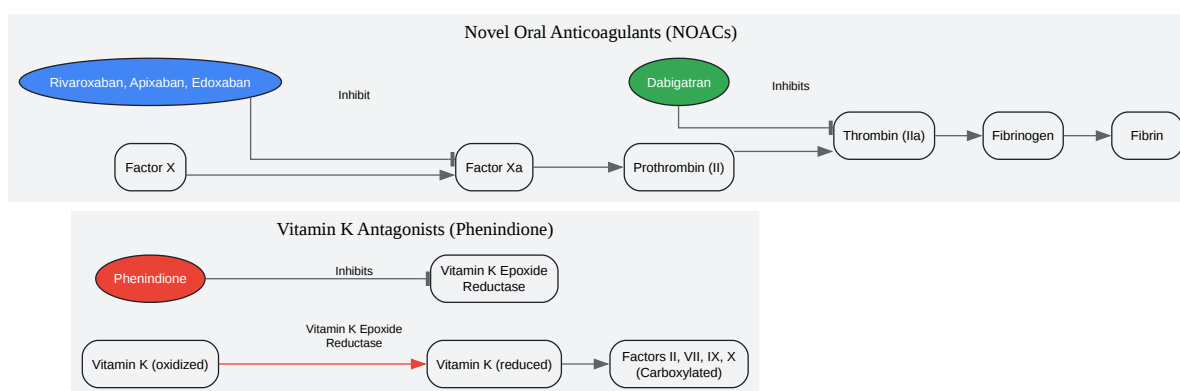 Novel Oral Anticoagulants (NOACs)
Rivaroxaban, Apixaban, Edoxaban
Inhibit
Dabigatran
Inhibits
Factor X
Factor Xa
Prothrombin (II)
Thrombin (IIa)
Fibrinogen
Fibrin
Vitamin K Antagonists (Phenindione)
Phenindione
Inhibits
Vitamin K Epoxide
Reductase
Vitamin K (oxidized)
Vitamin K Epoxide
Reductase
Vitamin K (reduced)
Factors II, VII, IX, X
(Carboxylated)